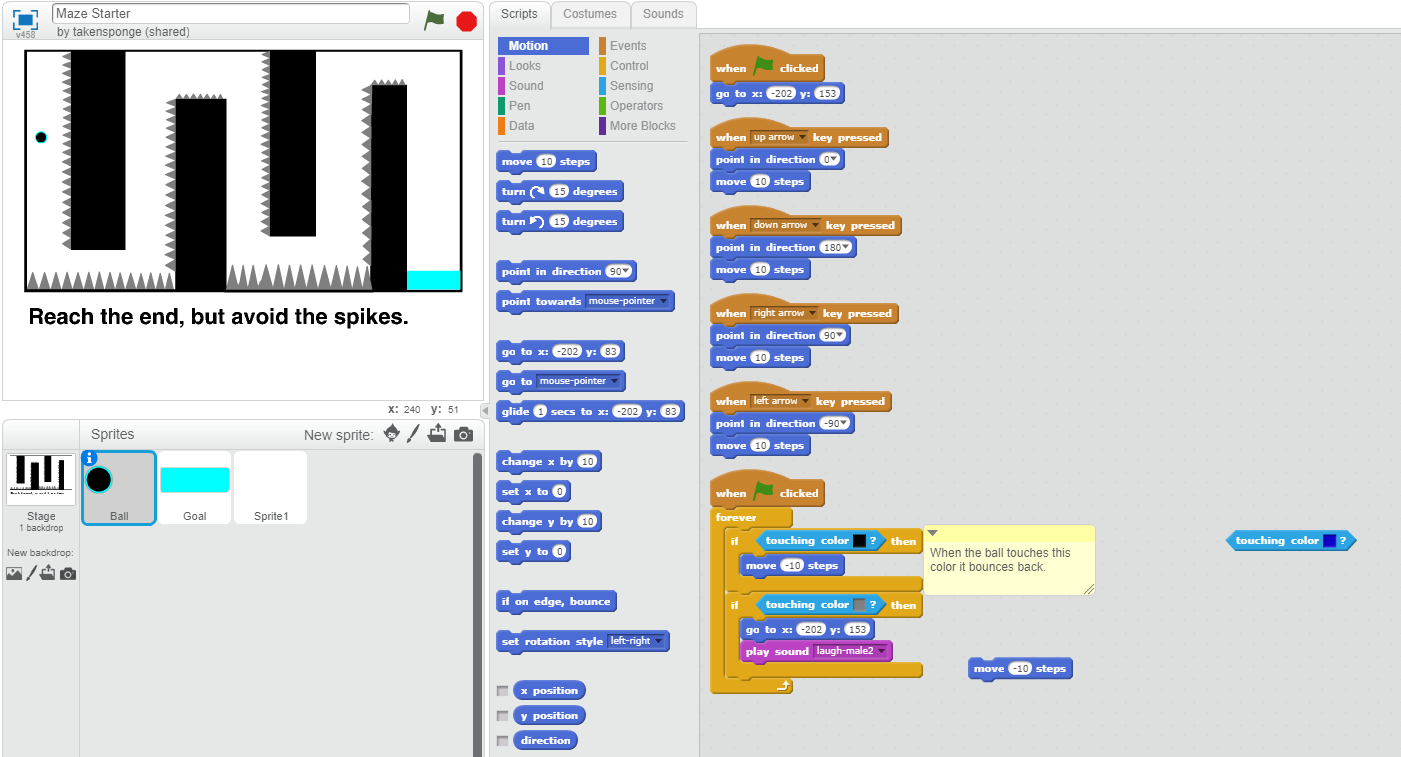 Maze Starter
v458
by takensponge (shared)
Reach the end, but avoid the spikes.
x: 240 y: 51
Sprites
New sprite:
Stage
1 backdrop
New backdrop:
Ball
Goal
Sprite1
Scripts
Costumes
Sounds
Motion
Looks
Sound
Pen
Data
Events
Control
Sensing
Operators
More Blocks
move 10 steps
turn 15 degrees
turn 15 degrees
point in direction 90
point towards mouse-pointer
go to x: -202 y: 83
go to mouse-pointer
glide 1 secs to x: -202 y: 83
change x by 10
set x to 0
change y by 10
set y to 0
if on edge, bounce
set rotation style left-right
x position
y position
direction
when clicked
go to x: -202 y: 153
when up arrow key pressed
point in direction 0
move 10 steps
when down arrow key pressed
point in direction 180
move 10 steps
when right arrow key pressed
point in direction 90
move 10 steps
when left arrow key pressed
point in direction -90
move 10 steps
when clicked
forever
if touching color ? then
move -10 steps
if touching color ? then
go to x: -202 y: 153
play sound laugh-male2
When the ball touches this
color it bounces back.
touching color ?
move -10 steps